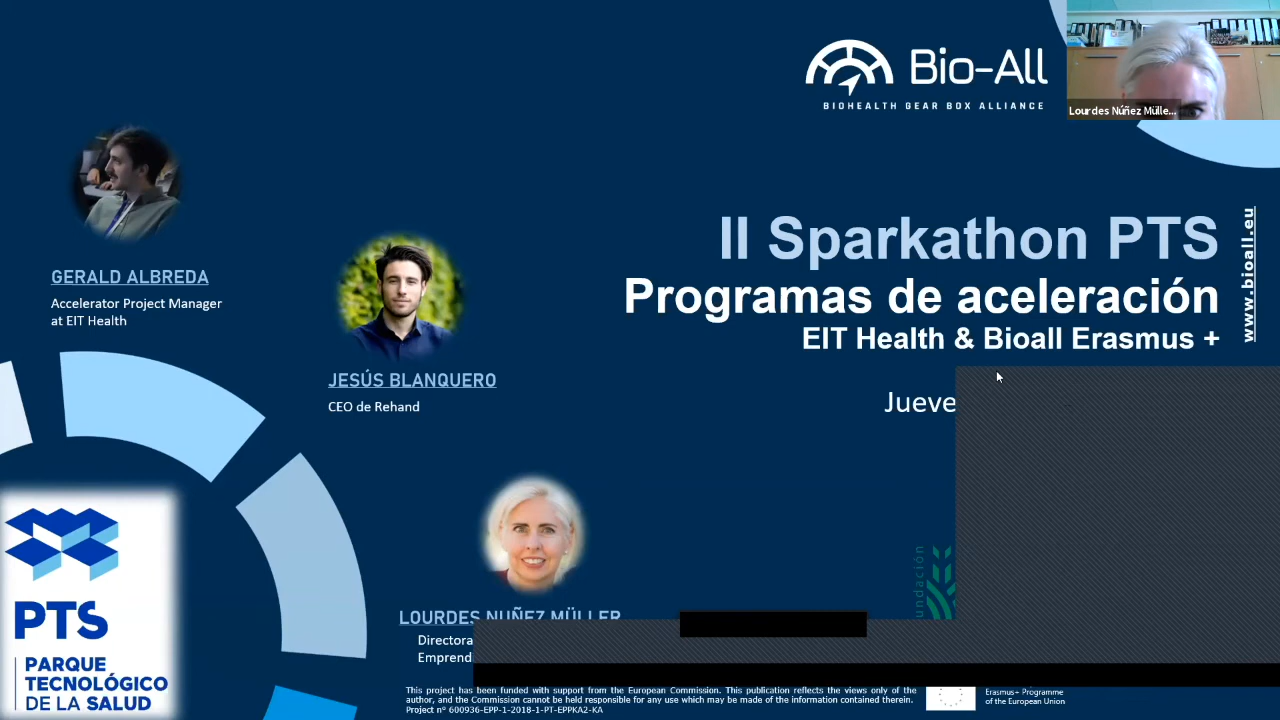 Bio-All
BIOHEALTH GEAR BOX ALLIANCE
Lourdes Núñez Mülle...
II Sparkathon PTS
Programas de aceleración
EIT Health & Bioall Erasmus +
www.bioall.eu
GERALD ALBREDA
Accelerator Project Manager
at EIT Health
JESÚS BLANQUERO
CEO de Rehand
Jueve
LOURDES NUÑEZ MÜLLER
Directora
Emprend
undación
PTS
PARQUE
TECNOLÓGICO
DE LA SALUD
This project has been funded with support from the European Commission. This publication reflects the views only of the
author, and the Commission cannot be held responsible for any use which may be made of the information contained therein.
Project nº 600936-EPP-1-2018-1-PT-EPPKA2-KA
Erasmus+ Programme
of the European Union